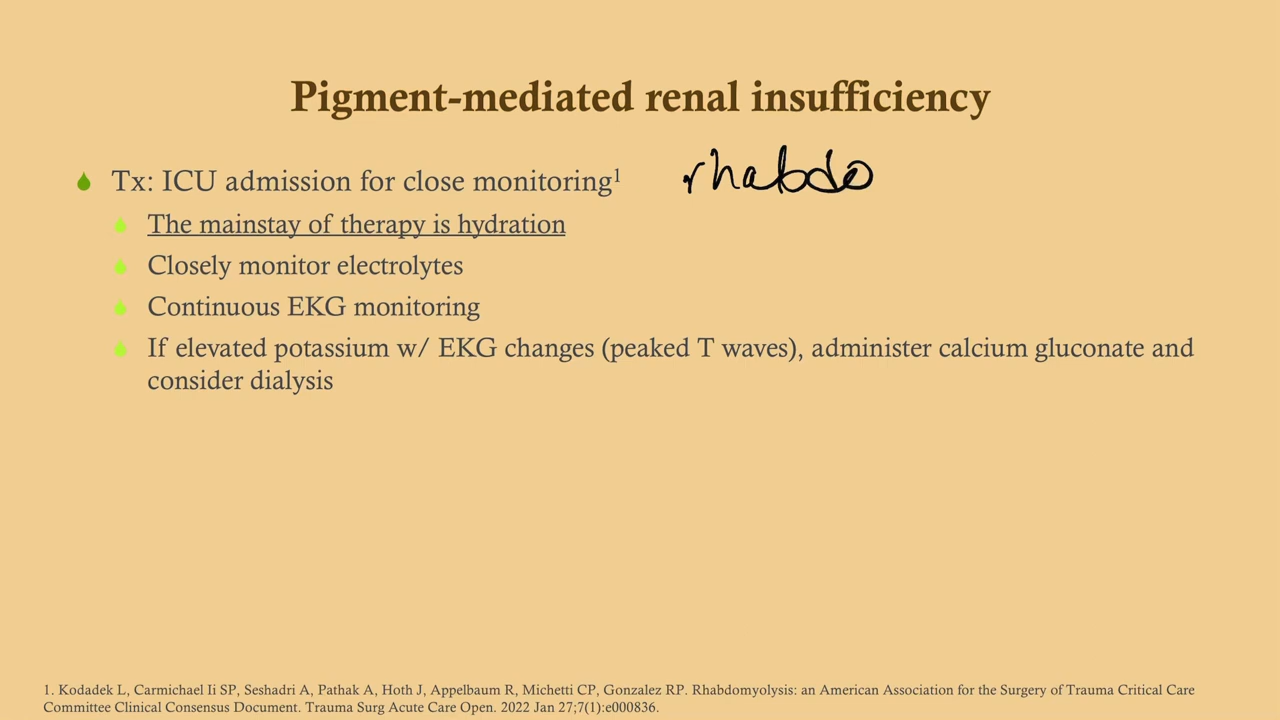 Pigment-mediated renal insufficiency
Tx: ICU admission for close monitoring¹
rhabdo
The mainstay of therapy is hydration
Closely monitor electrolytes
Continuous EKG monitoring
If elevated potassium w/ EKG changes (peaked T waves), administer calcium gluconate and
consider dialysis
1. Kodadek L, Carmichael Ii SP, Seshadri A, Pathak A, Hoth J, Appelbaum R, Michetti CP, Gonzalez RP. Rhabdomyolysis: an American Association for the Surgery of Trauma Critical Care
Committee Clinical Consensus Document. Trauma Surg Acute Care Open. 2022 Jan 27;7(1):e000836.